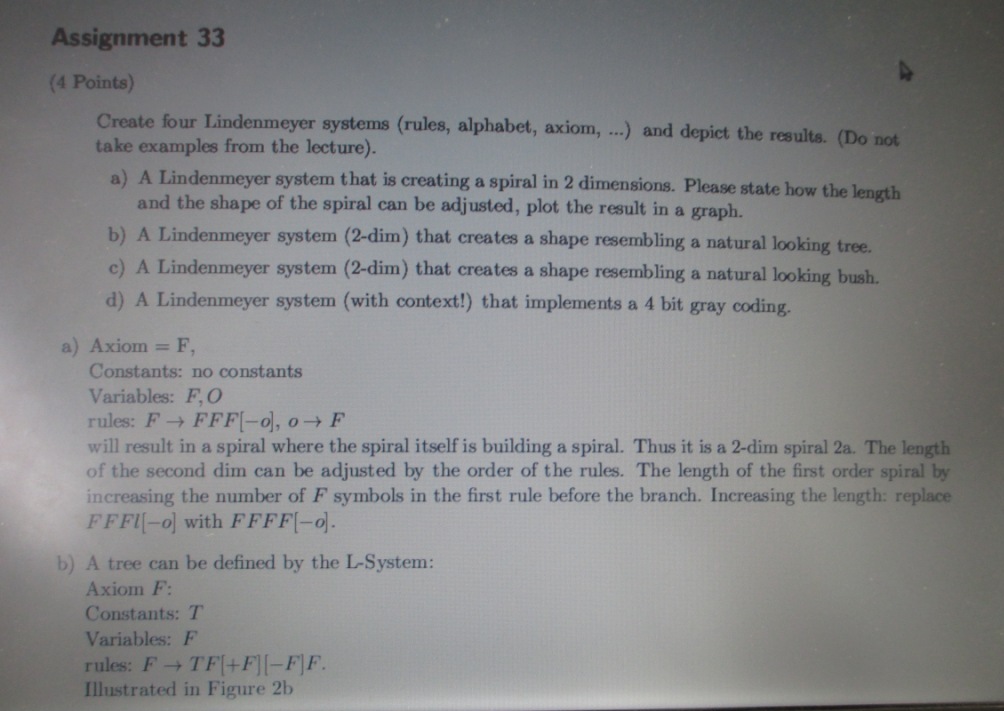 Assignment 33
(4 Points)
Create four Lindenmeyer systems (rules, alphabet, axiom, ...) and depict the results. (Do not
take examples from the lecture).
a) A Lindenmeyer system that is creating a spiral in 2 dimensions. Please state how the length
and the shape of the spiral can be adjusted, plot the result in a graph.
b) A Lindenmeyer system (2-dim) that creates a shape resembling a natural looking tree.
c) A Lindenmeyer system (2-dim) that creates a shape resembling a natural looking bush.
d) A Lindenmeyer system (with context!) that implements a 4 bit gray coding.
a) Axiom = F,
Constants: no constants
Variables: F, O
rules: F → FFF[−o], o → F
will result in a spiral where the spiral itself is building a spiral. Thus it is a 2-dim spiral 2a. The length
of the second dim can be adjusted by the order of the rules. The length of the first order spiral by
increasing the number of F symbols in the first rule before the branch. Increasing the length: replace
FFFl[−o] with FFFF[−o].
b) A tree can be defined by the L-System:
Axiom F:
Constants: T
Variables: F
rules: F → TF[+F][−F]F.
Illustrated in Figure 2b